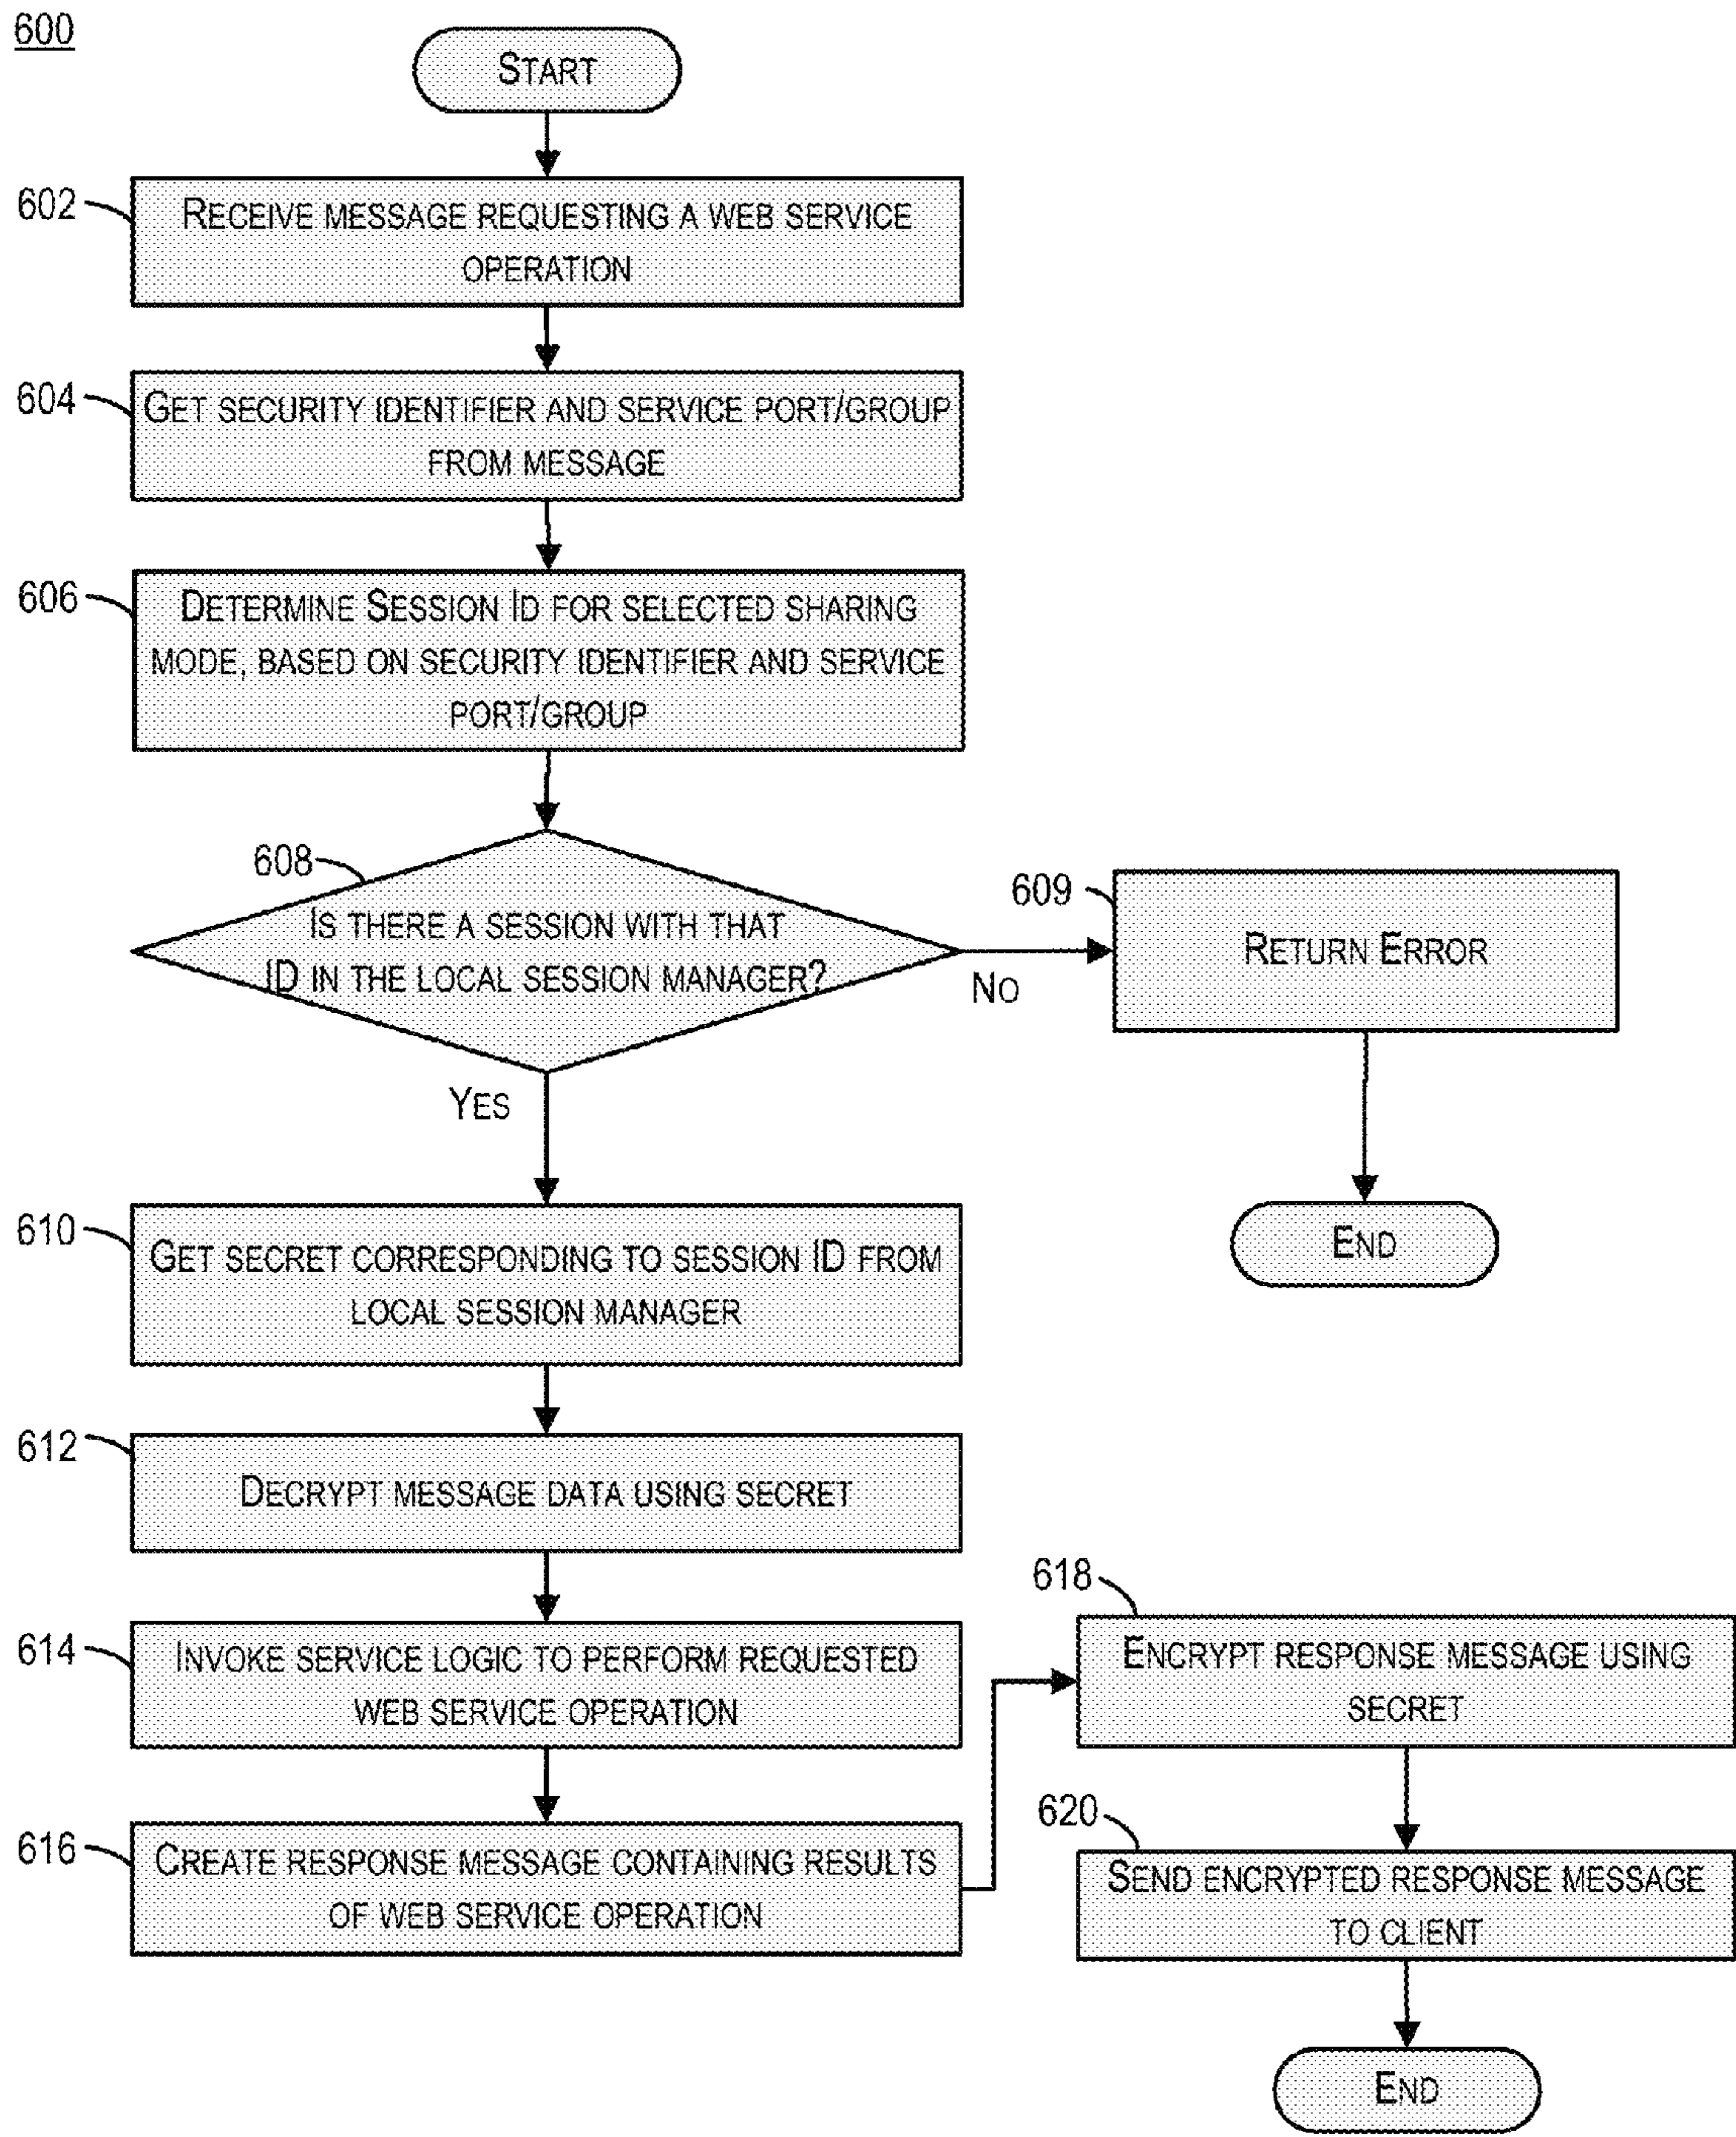 600
START
602
RECEIVE MESSAGE REQUESTING A WEB SERVICE
OPERATION
604
GET SECURITY IDENTIFIER AND SERVICE PORT/GROUP
FROM MESSAGE
606
DETERMINE SESSION ID FOR SELECTED SHARING
MODE, BASED ON SECURITY IDENTIFIER AND SERVICE
PORT/GROUP
608
IS THERE A SESSION WITH THAT
ID IN THE LOCAL SESSION MANAGER?
NO
609
RETURN ERROR
END
YES
610
GET SECRET CORRESPONDING TO SESSION ID FROM
LOCAL SESSION MANAGER
612
DECRYPT MESSAGE DATA USING SECRET
614
INVOKE SERVICE LOGIC TO PERFORM REQUESTED
WEB SERVICE OPERATION
616
CREATE RESPONSE MESSAGE CONTAINING RESULTS
OF WEB SERVICE OPERATION
618
ENCRYPT RESPONSE MESSAGE USING
SECRET
620
SEND ENCRYPTED RESPONSE MESSAGE
TO CLIENT
END